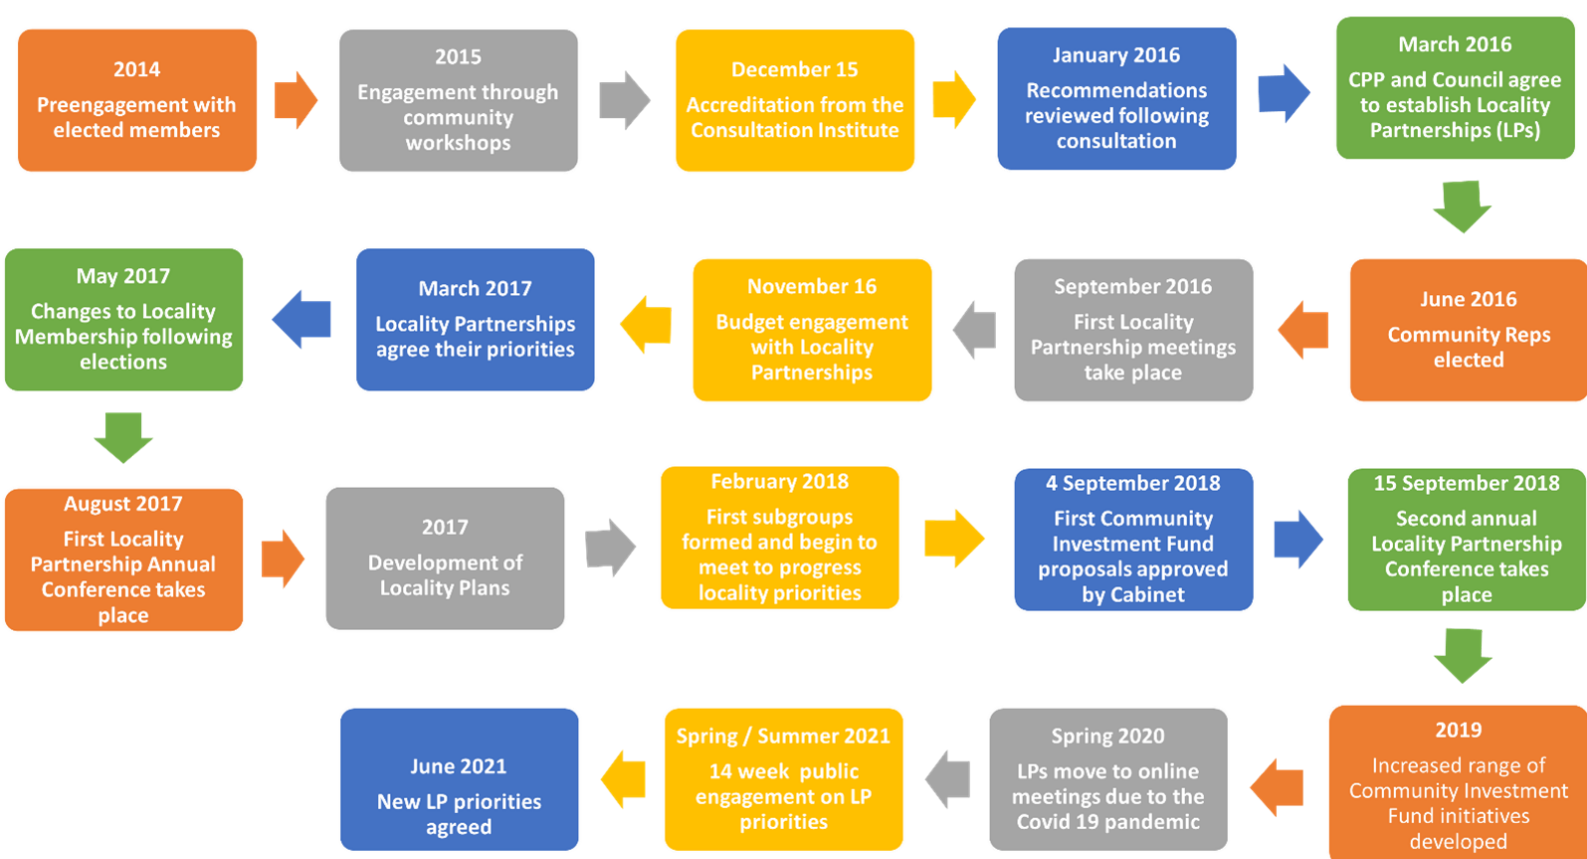 2014
Preengagement with
elected members
2015
Engagement through
community
workshops
December 15
Accreditation from the
Consultation Institute
January 2016
Recommendations
reviewed following
consultation
March 2016
CPP and Council agree
to establish Locality
Partnerships (LPs)
June 2016
Community Reps
elected
September 2016
First Locality
Partnership meetings
take place
November 16
Budget engagement
with Locality
Partnerships
March 2017
Locality Partnerships
agree their priorities
May 2017
Changes to Locality
Membership following
elections
August 2017
First Locality
Partnership Annual
Conference takes
place
2017
Development of
Locality Plans
February 2018
First subgroups
formed and begin to
meet to progress
locality priorities
4 September 2018
First Community
Investment Fund
proposals approved
by Cabinet
15 September 2018
Second annual
Locality Partnership
Conference takes
place
2019
Increased range of
Community Investment
Fund initiatives
developed
Spring 2020
LPs move to online
meetings due to the
Covid 19 pandemic
Spring / Summer 2021
14 week public
engagement on LP
priorities
June 2021
New LP priorities
agreed